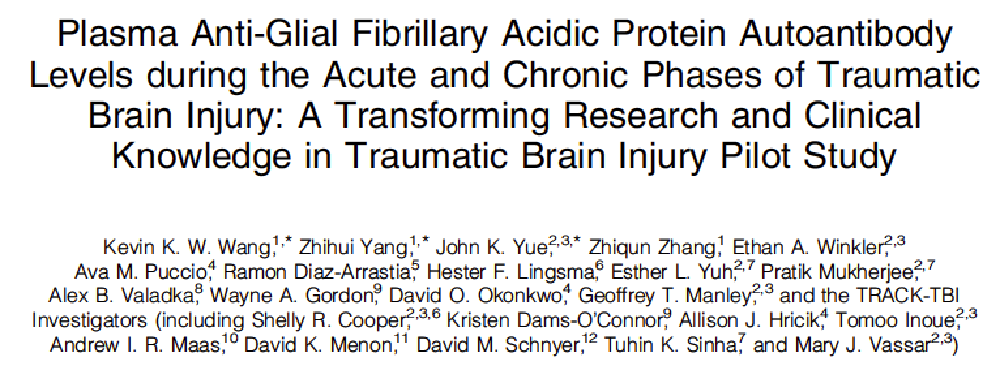 Plasma Anti-Glial Fibrillary Acidic Protein Autoantibody
Levels during the Acute and Chronic Phases of Traumatic
Brain Injury: A Transforming Research and Clinical
Knowledge in Traumatic Brain Injury Pilot Study
Kevin K. W. Wang,1,* Zhihui Yang,1,* John K. Yue,2,3,* Zhiqun Zhang,1 Ethan A. Winkler,2,3
Ava M. Puccio,4 Ramon Diaz-Arrastia,5 Hester F. Lingsma,6 Esther L. Yuh,2,7 Pratik Mukherjee,2,7
Alex B. Valadka,8 Wayne A. Gordon,9 David O. Okonkwo,4 Geoffrey T. Manley,2,3 and the TRACK-TBI
Investigators (including Shelly R. Cooper,2,3,6 Kristen Dams-O'Connor,9 Allison J. Hricik,4 Tomoo Inoue,2,3
Andrew I. R. Maas,10 David K. Menon,11 David M. Schnyer,12 Tuhin K. Sinha,7 and Mary J. Vassar2,3)